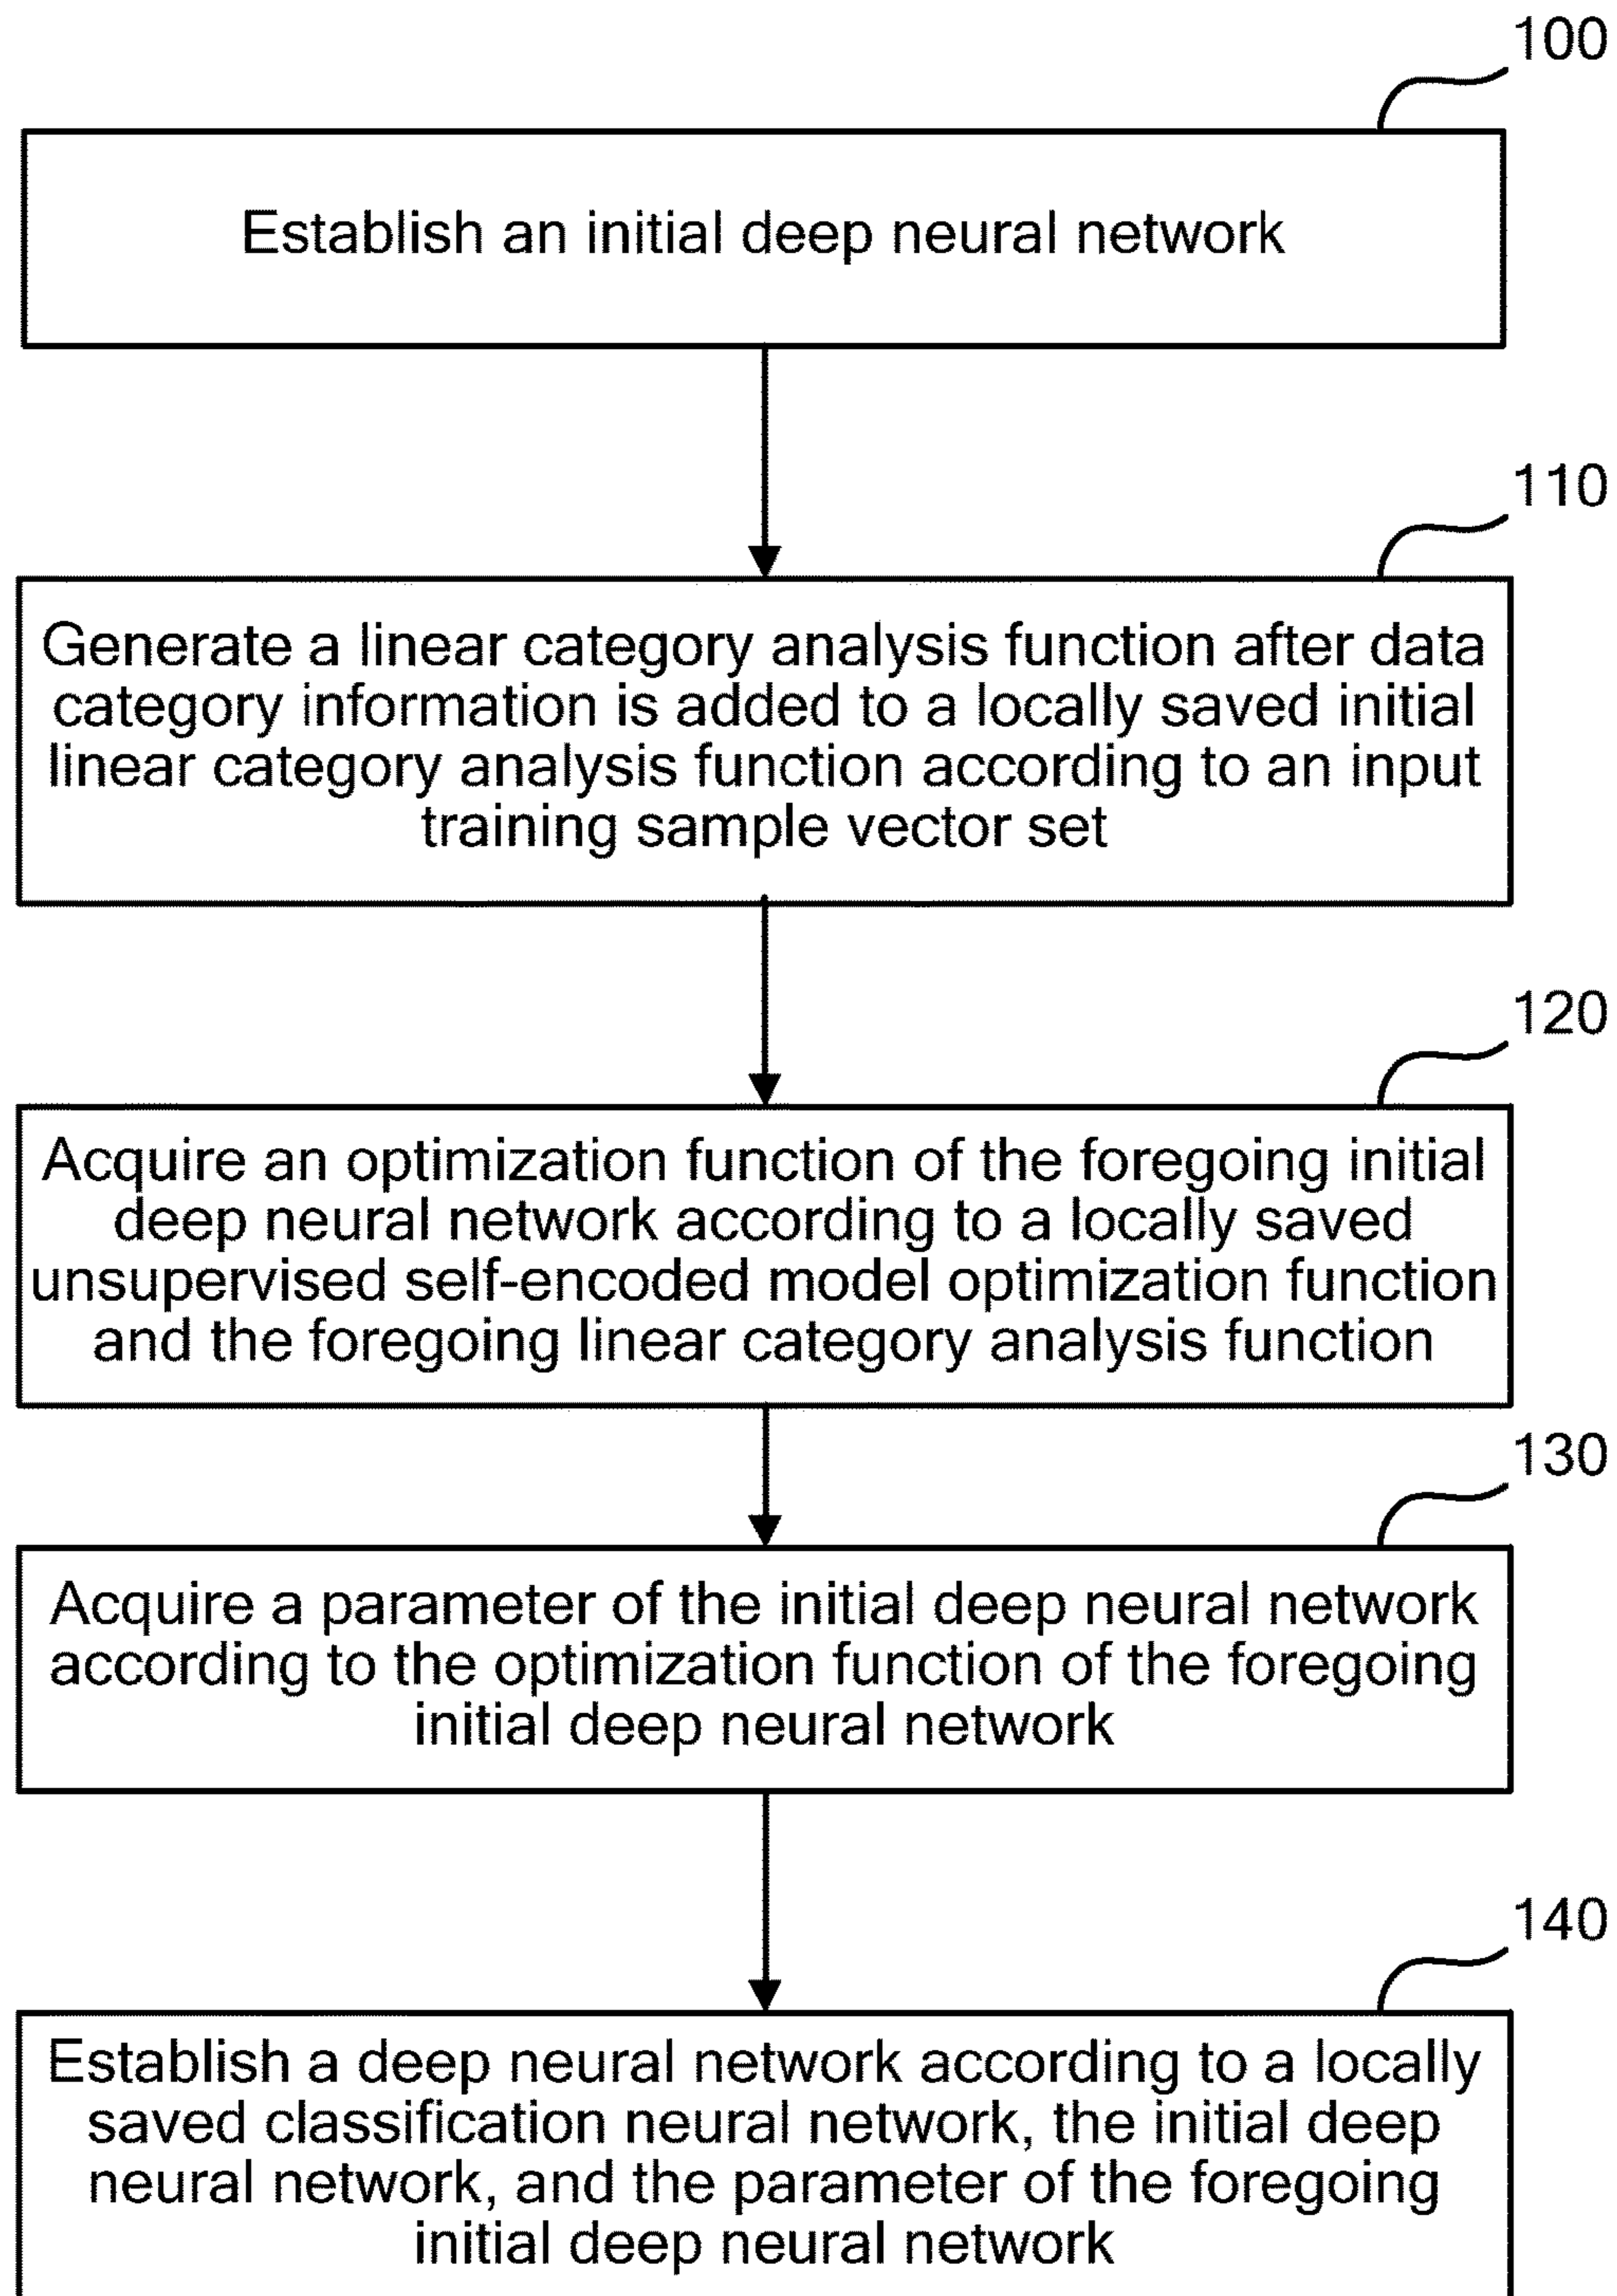 100
Establish an initial deep neural network
110
Generate a linear category analysis function after data
category information is added to a locally saved initial
linear category analysis function according to an input
training sample vector set
120
Acquire an optimization function of the foregoing initial
deep neural network according to a locally saved
unsupervised self-encoded model optimization function
and the foregoing linear category analysis function
130
Acquire a parameter of the initial deep neural network
according to the optimization function of the foregoing
initial deep neural network
140
Establish a deep neural network according to a locally
saved classification neural network, the initial deep
neural network, and the parameter of the foregoing
initial deep neural network